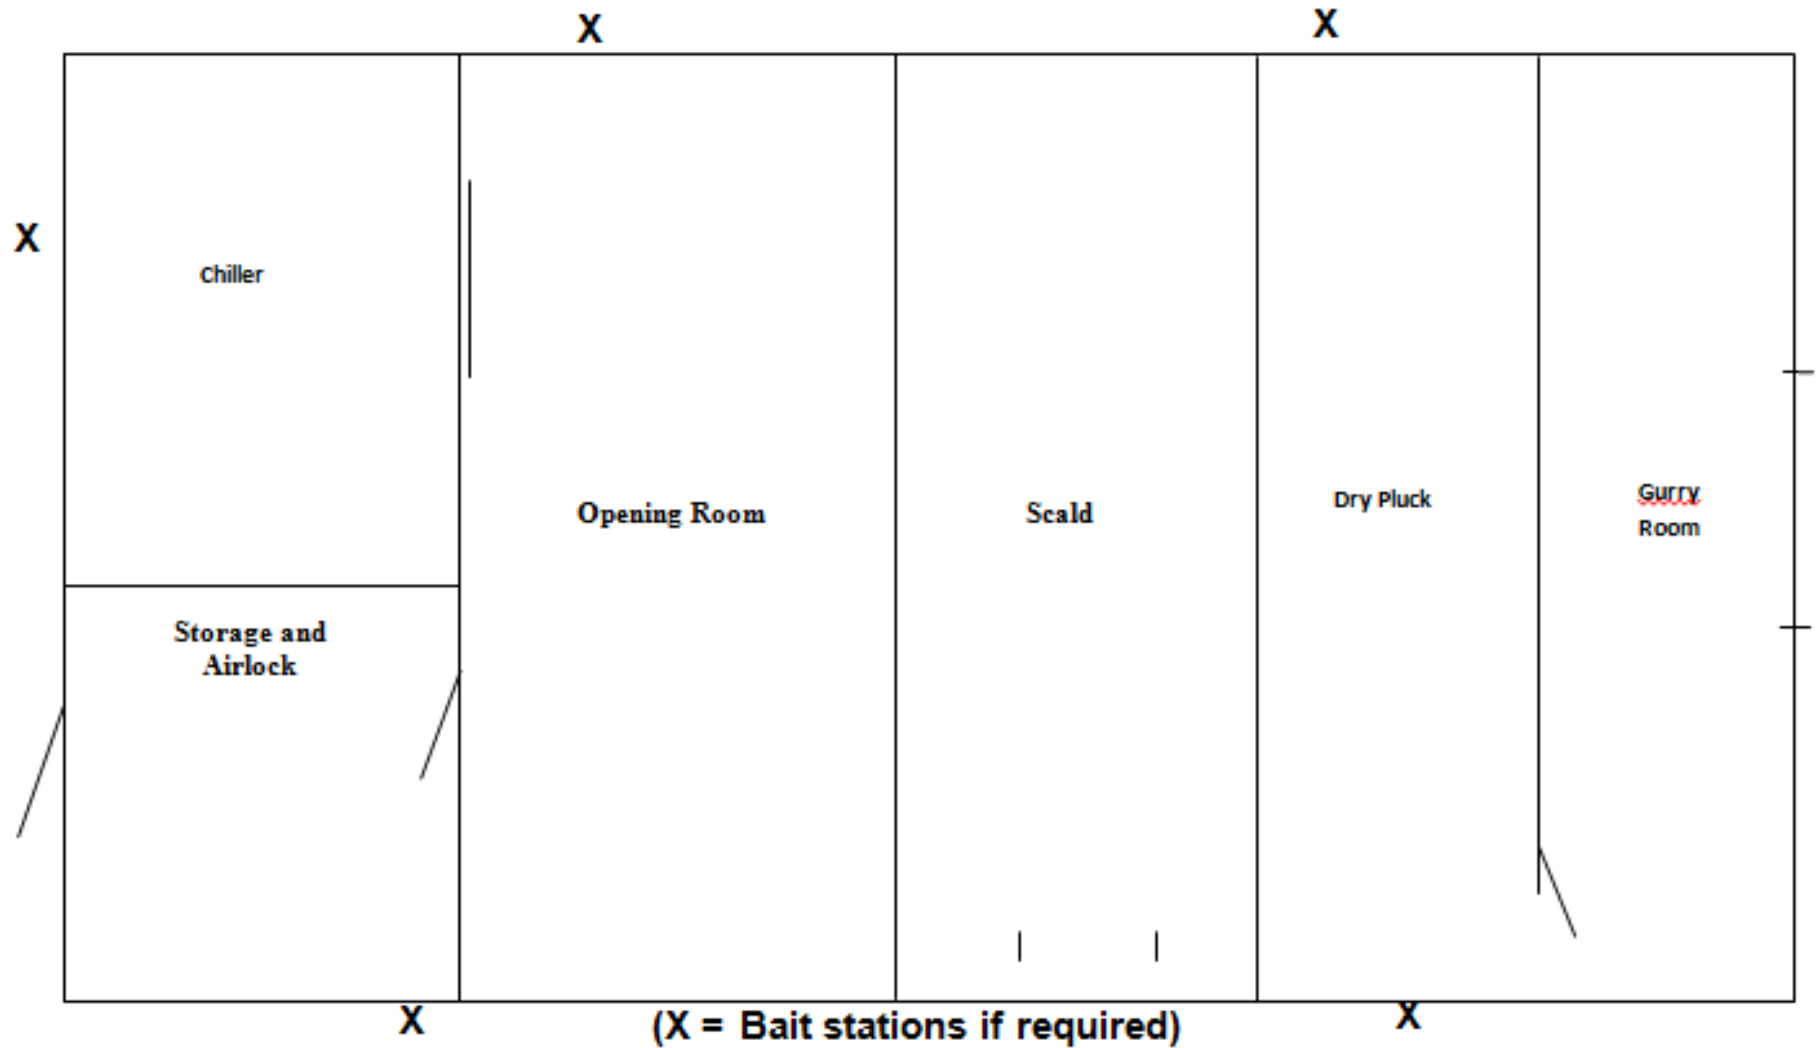 X
X
X
Chiller
Opening Room
Scald
Dry Pluck
Gurry
Room
Storage and
Airlock
X
(X = Bait stations if required)
X